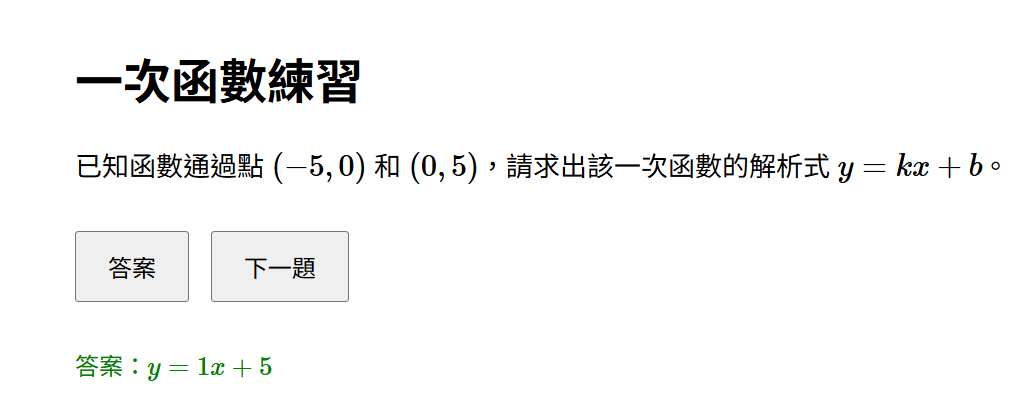 一次函數練習
已知函數通過點 (−5, 0) 和 (0, 5)，請求出該一次函數的解析式 y = kx + b。
答案 下一題
答案：y = 1x + 5